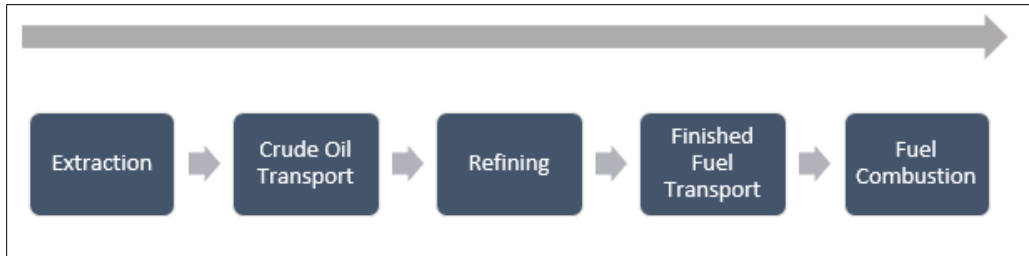 Extraction
Crude Oil
Transport
Refining
Finished
Fuel
Transport
Fuel
Combustion